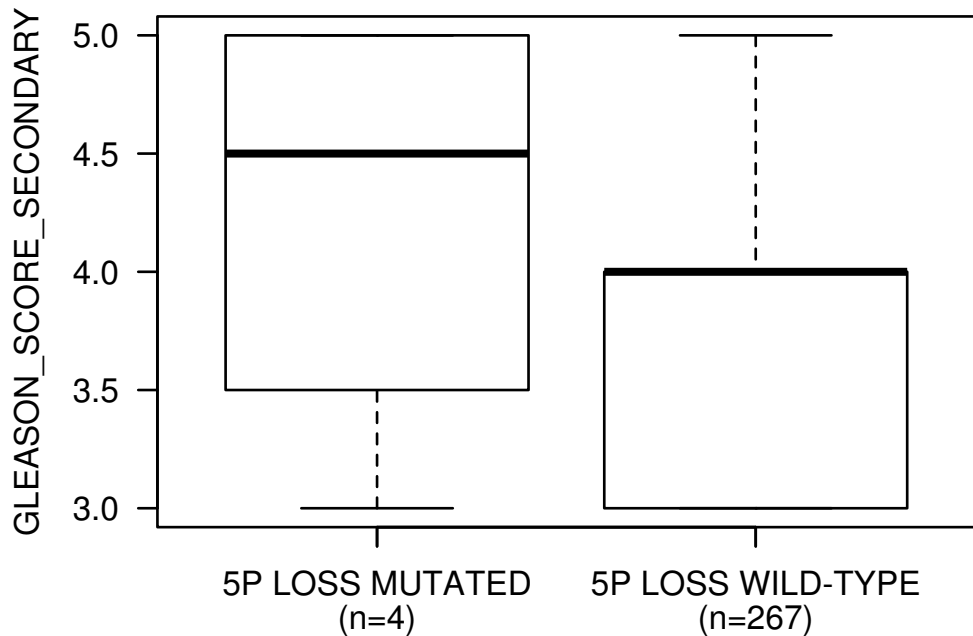 GLEASON_SCORE_SECONDARY
5.0
4.5
4.0
3.5
3.0
5P LOSS MUTATED
(n=4)
5P LOSS WILD-TYPE
(n=267)